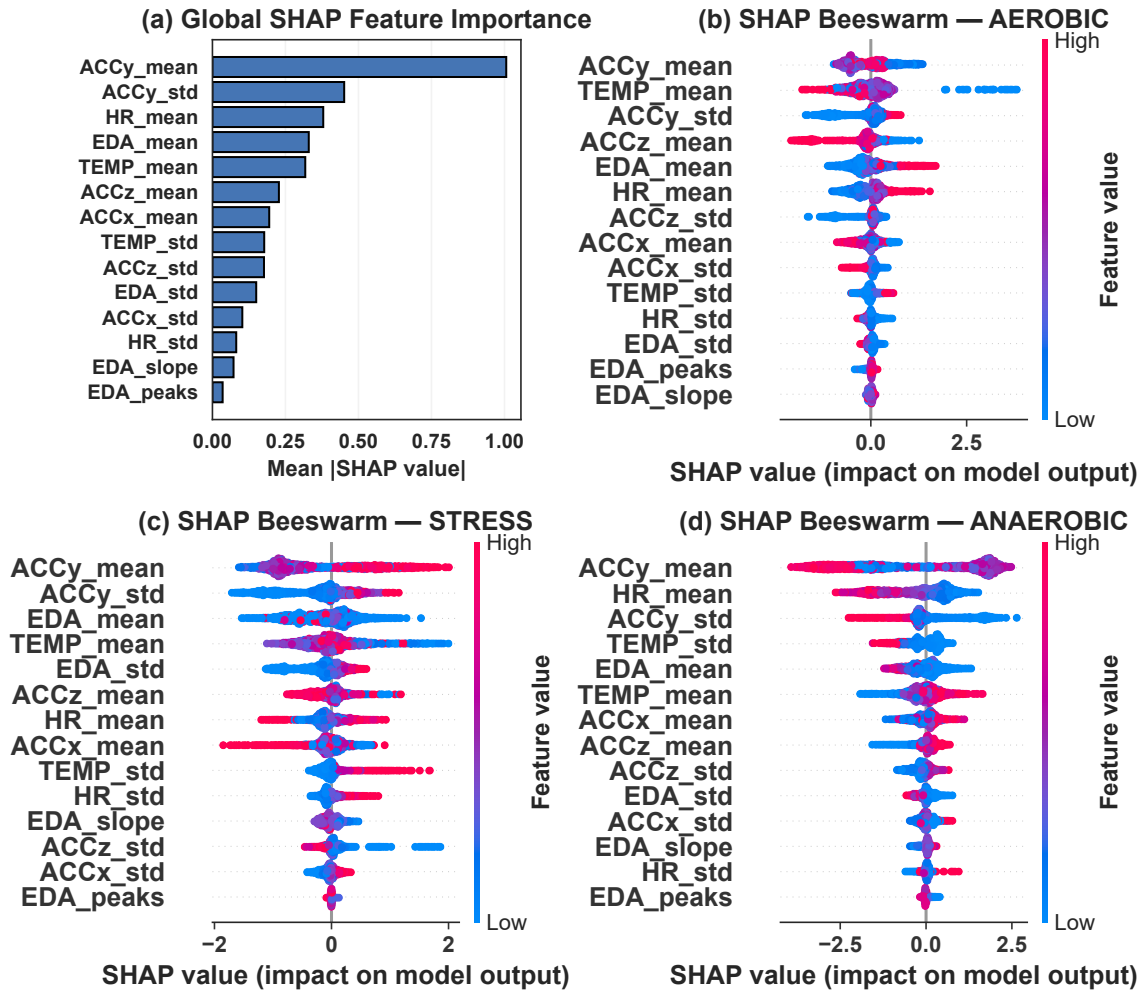 (a) Global SHAP Feature Importance
ACCy_mean
ACCy_std
HR_mean
EDA_mean
TEMP_mean
ACCz_mean
ACCx_mean
TEMP_std
ACCz_std
EDA_std
ACCx_std
HR_std
EDA_slope
EDA_peaks
0.00 0.25 0.50 0.75 1.00
Mean |SHAP value|
(b) SHAP Beeswarm — AEROBIC
High
ACCy_mean
TEMP_mean
ACCy_std
ACCz_mean
EDA_mean
HR_mean
ACCz_std
ACCx_mean
ACCx_std
TEMP_std
HR_std
EDA_std
EDA_peaks
EDA_slope
Feature value
Low
0.0 2.5
SHAP value (impact on model output)
(c) SHAP Beeswarm — STRESS
High
ACCy_mean
ACCy_std
EDA_mean
TEMP_mean
EDA_std
ACCz_mean
HR_mean
ACCx_mean
TEMP_std
HR_std
EDA_slope
ACCz_std
ACCx_std
EDA_peaks
Feature value
Low
−2 0 2
SHAP value (impact on model output)
(d) SHAP Beeswarm — ANAEROBIC
High
ACCy_mean
HR_mean
ACCy_std
TEMP_std
EDA_mean
TEMP_mean
ACCx_mean
ACCz_mean
ACCz_std
EDA_std
ACCx_std
EDA_slope
HR_std
EDA_peaks
Feature value
Low
−2.5 0.0 2.5
SHAP value (impact on model output)